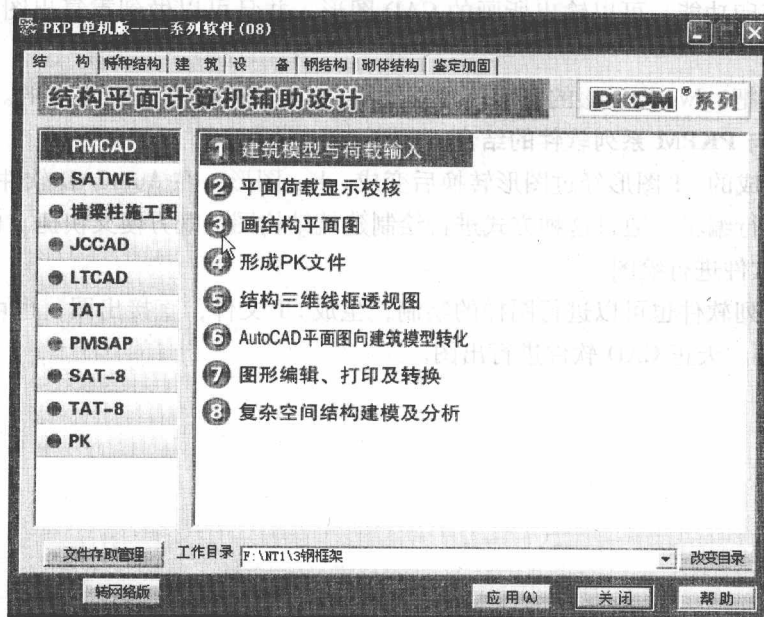 PKPM单机版----系列软件(08)
结 构 特种结构 建 筑 设 备 钢结构 砌体结构 鉴定加固
结构平面计算机辅助设计
PKPM®系列
PMCAD
SATWE
墙梁柱施工图
JCCAD
LTCAD
TAT
PMSAP
SAT-8
TAT-8
PK
1 建筑模型与荷载输入
2 平面荷载显示校核
3 画结构平面图
4 形成PK文件
5 结构三维线框透视图
6 AutoCAD平面图向建筑模型转化
7 图形编辑、打印及转换
8 复杂空间结构建模及分析
文件存取管理 工作目录 F:\NT1\3钢框架 改变目录
转网络版 应用(A) 关闭 帮助